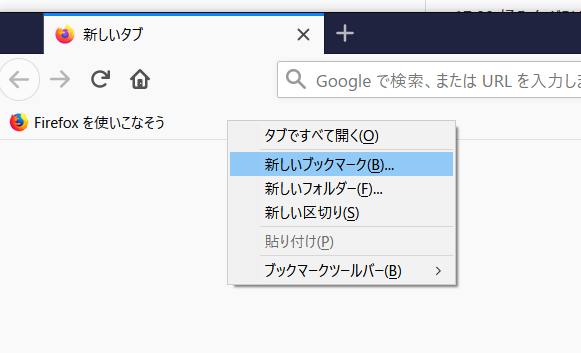 新しいタブ
Google で検索、または URL を入力しま
Firefox を使いこなそう
タブですべて開く(O)
新しいブックマーク(B)...
新しいフォルダー(F)...
新しい区切り(S)
貼り付け(P)
ブックマークツールバー(B)